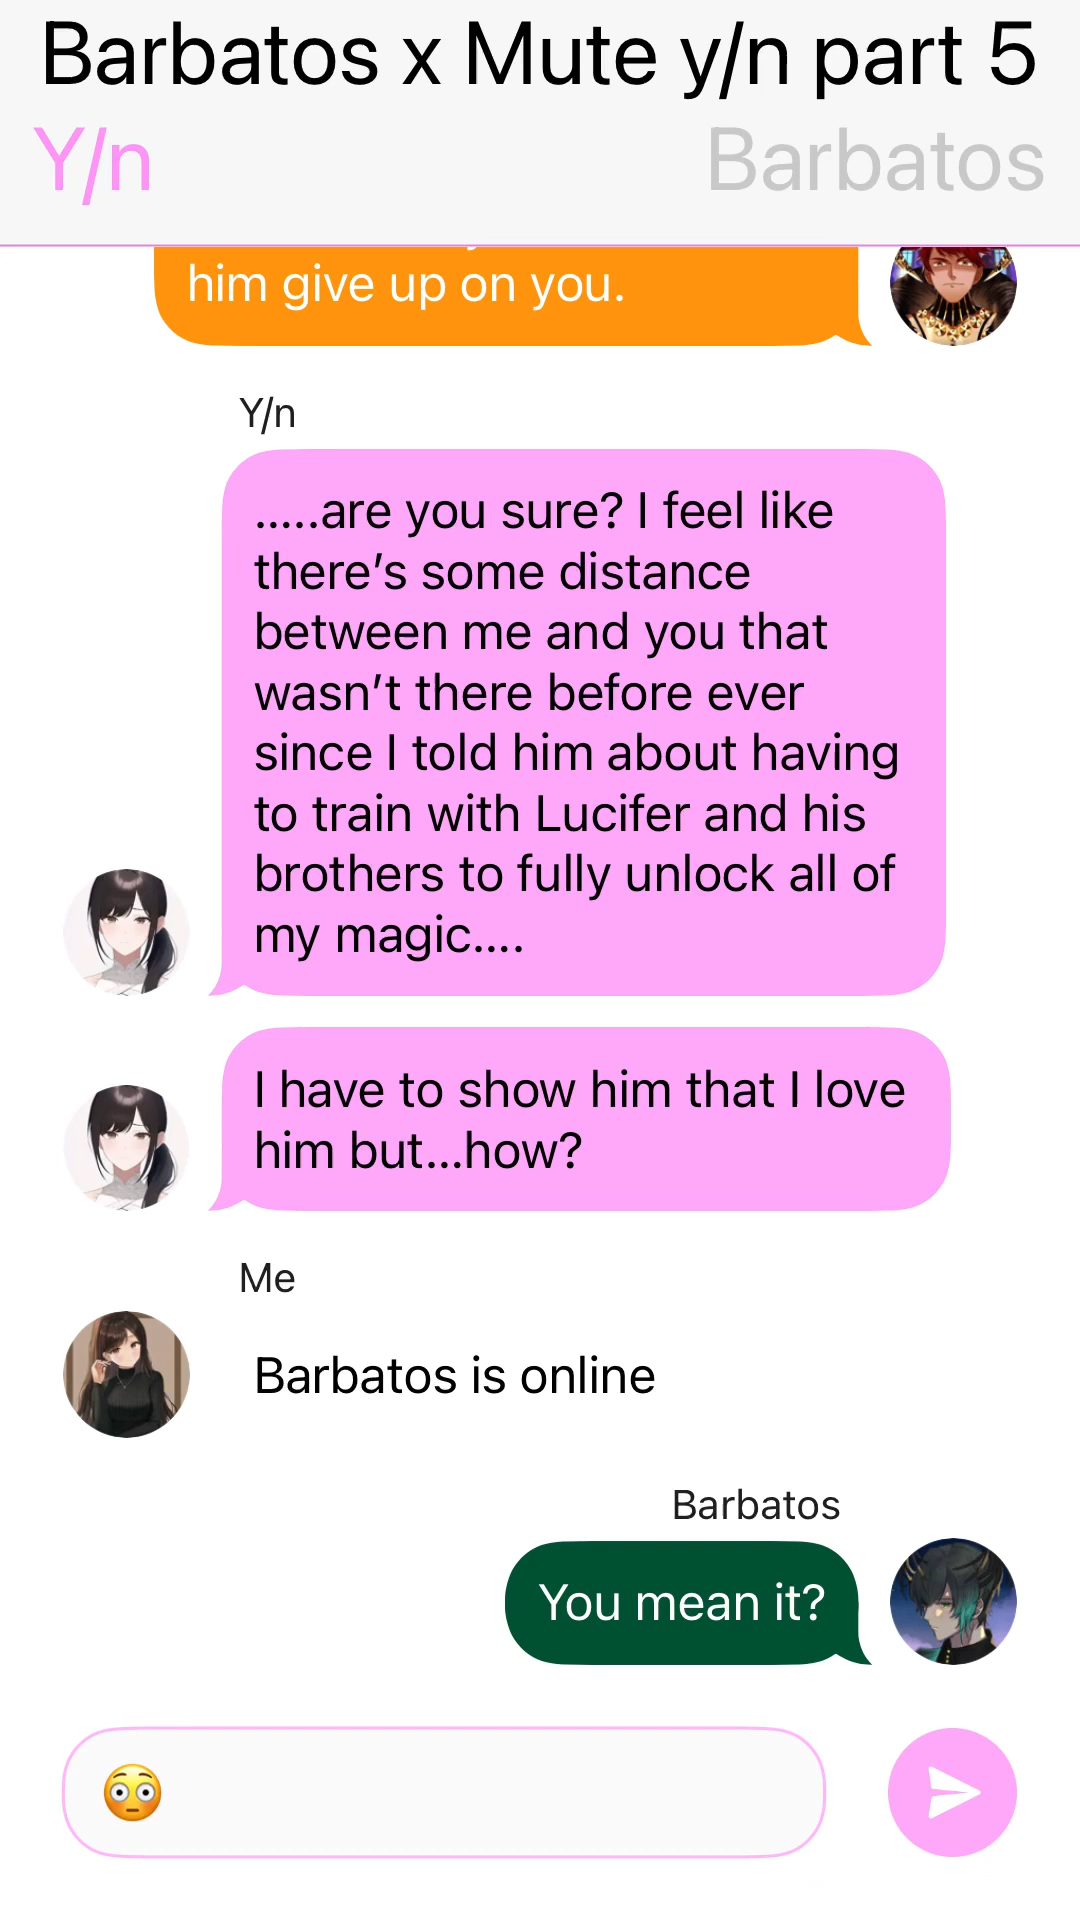 Barbatos x Mute y/n part 5
Y/n
Barbatos
him give up on you.
Y/n
.....are you sure? I feel like
there’s some distance
between me and you that
wasn’t there before ever
since I told him about having
to train with Lucifer and his
brothers to fully unlock all of
my magic....
I have to show him that I love
him but...how?
Me
Barbatos is online
Barbatos
You mean it?
😳